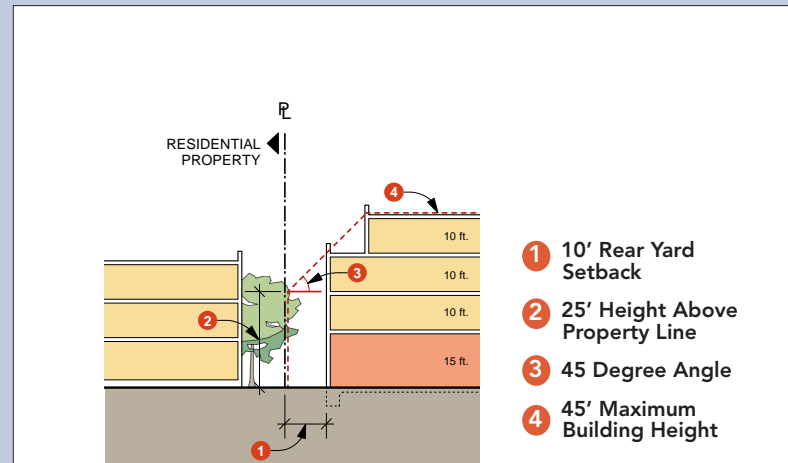 PL
RESIDENTIAL
PROPERTY
4
10 ft.
3
10 ft.
2
10 ft.
15 ft.
1
1 10’ Rear Yard
Setback
2 25’ Height Above
Property Line
3 45 Degree Angle
4 45’ Maximum
Building Height